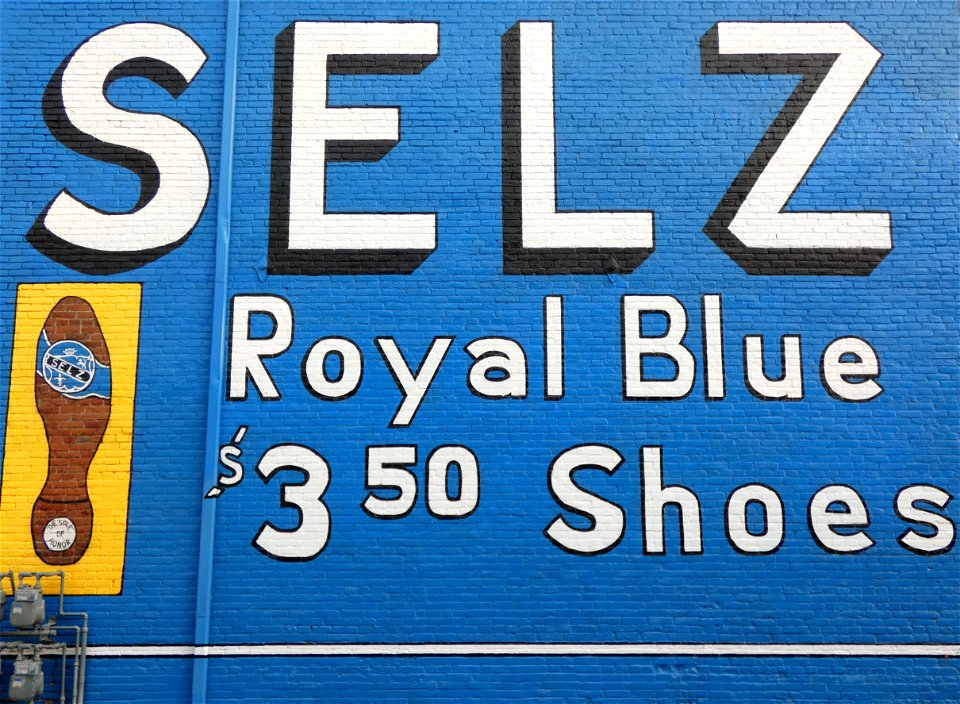 SELZ
Royal Blue
$3.50 Shoes
SELZ
THE SOLE
OF
HONOR